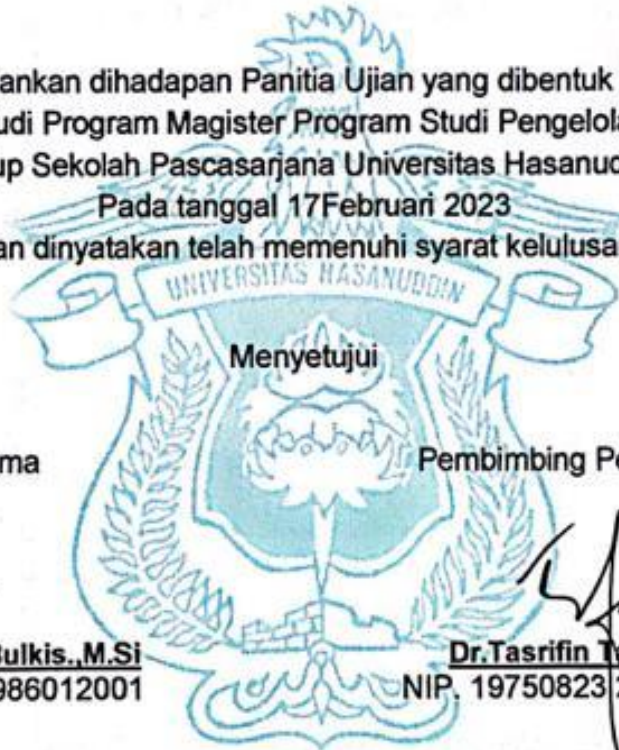 ankan dihadapan Panitia Ujian yang dibentuk
udi Program Magister Program Studi Pengelola
up Sekolah Pascasarjana Universitas Hasanud
Pada tanggal 17Februari 2023
an dinyatakan telah memenuhi syarat kelulusa
UNIVERSITAS HASANUDDIN
Menyetujui
ma
Pembimbing Pe
Bulkis.,M.Si
Dr.Tasrifin
986012001
NIP. 19750823